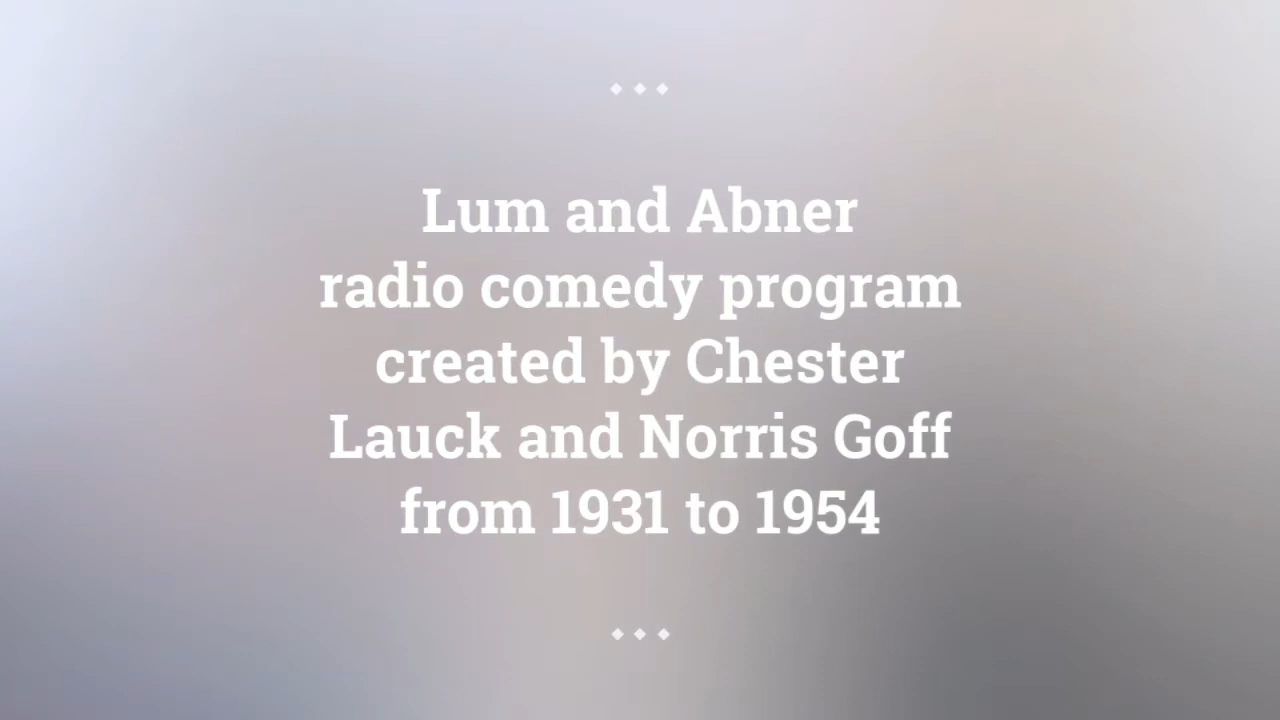 Lum and Abner
radio comedy program
created by Chester
Lauck and Norris Goff
from 1931 to 1954